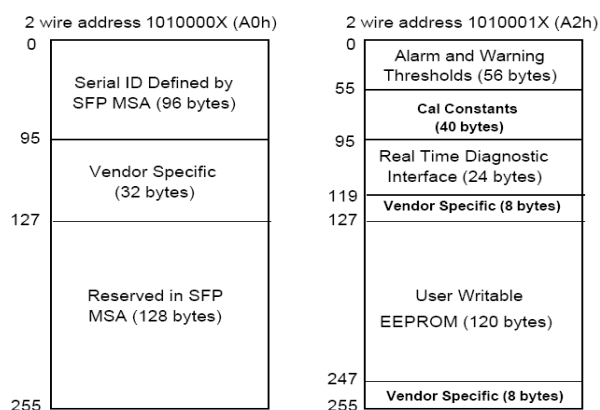 2 wire address 1010000X (A0h)
0
Serial ID Defined by
SFP MSA (96 bytes)
95
Vendor Specific
(32 bytes)
127
Reserved in SFP
MSA (128 bytes)
255
2 wire address 1010001X (A2h)
0
Alarm and Warning
Thresholds (56 bytes)
55
Cal Constants
(40 bytes)
95
Real Time Diagnostic
Interface (24 bytes)
119
Vendor Specific (8 bytes)
127
User Writable
EEPROM (120 bytes)
247
Vendor Specific (8 bytes)
255